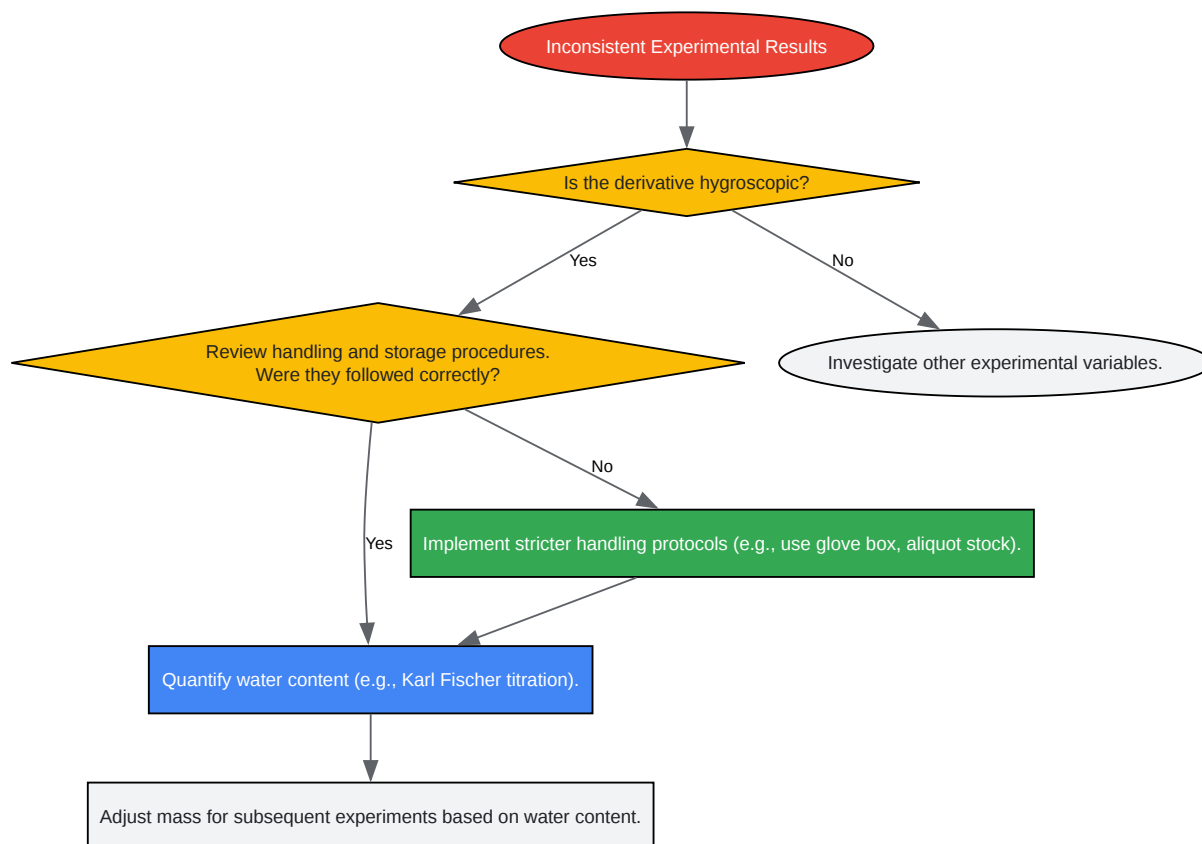 Inconsistent Experimental Results
Is the derivative hygroscopic?
Yes
No
Review handling and storage procedures.
Were they followed correctly?
Investigate other experimental variables.
No
Yes
Implement stricter handling protocols (e.g., use glove box, aliquot stock).
Quantify water content (e.g., Karl Fischer titration).
Adjust mass for subsequent experiments based on water content.